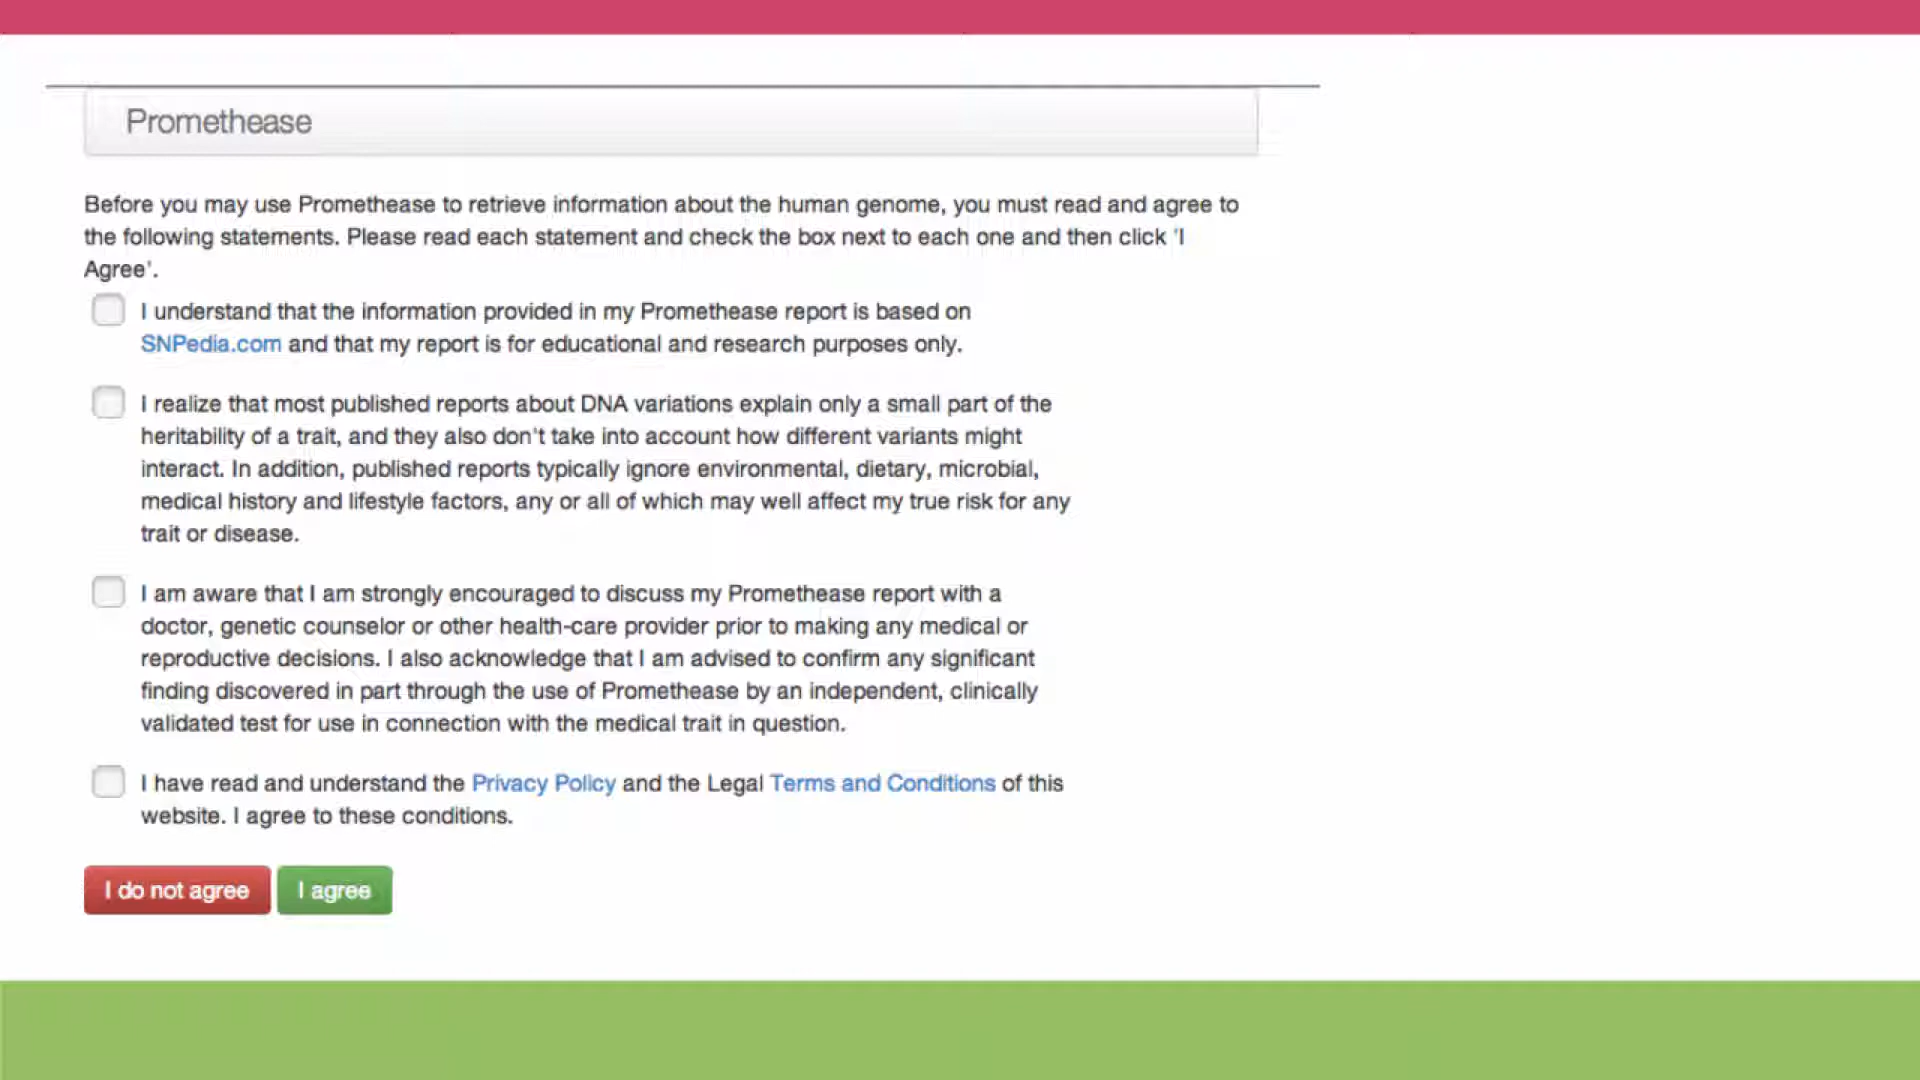 Promethease
Before you may use Promethease to retrieve information about the human genome, you must read and agree to
the following statements. Please read each statement and check the box next to each one and then click 'I
Agree'.
I understand that the information provided in my Promethease report is based on
SNPedia.com and that my report is for educational and research purposes only.
I realize that most published reports about DNA variations explain only a small part of the
heritability of a trait, and they also don't take into account how different variants might
interact. In addition, published reports typically ignore environmental, dietary, microbial,
medical history and lifestyle factors, any or all of which may well affect my true risk for any
trait or disease.
I am aware that I am strongly encouraged to discuss my Promethease report with a
doctor, genetic counselor or other health-care provider prior to making any medical or
reproductive decisions. I also acknowledge that I am advised to confirm any significant
finding discovered in part through the use of Promethease by an independent, clinically
validated test for use in connection with the medical trait in question.
I have read and understand the Privacy Policy and the Legal Terms and Conditions of this
website. I agree to these conditions.
I do not agree I agree